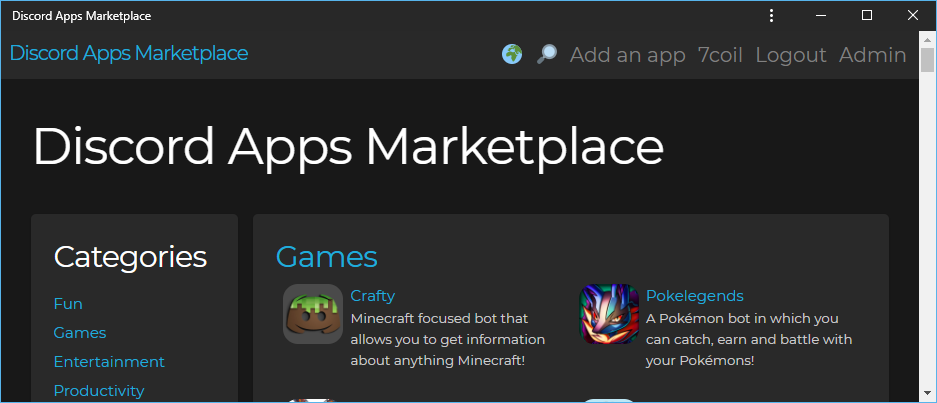 Discord Apps Marketplace
Discord Apps Marketplace
Add an app 7coil Logout Admin
Discord Apps Marketplace
Categories
Fun
Games
Entertainment
Productivity
Games
Crafty
Minecraft focused bot that
allows you to get information
about anything Minecraft!
Pokelegends
A Pokémon bot in which you
can catch, earn and battle with
your Pokémons!